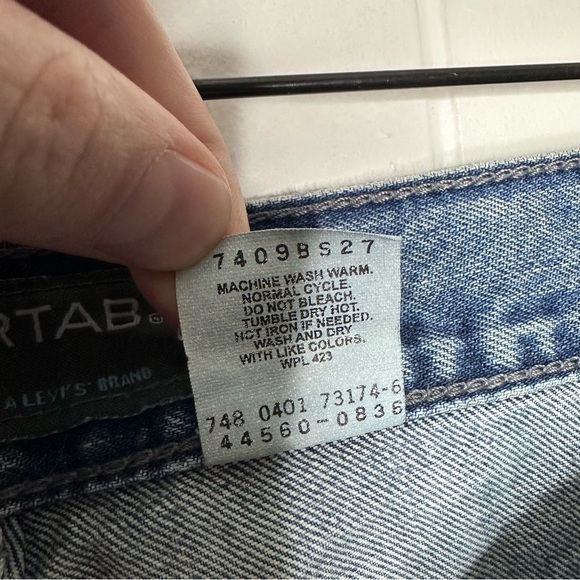 7409BS27
MACHINE WASH WARM.
NORMAL CYCLE.
DO NOT BLEACH.
TUMBLE DRY HOT.
HOT IRON IF NEEDED.
WASH AND DRY
WITH LIKE COLORS.
WPL 423
748 0401 73174-6
44560-0836
RTAB®
A LEVI'S® BRAND